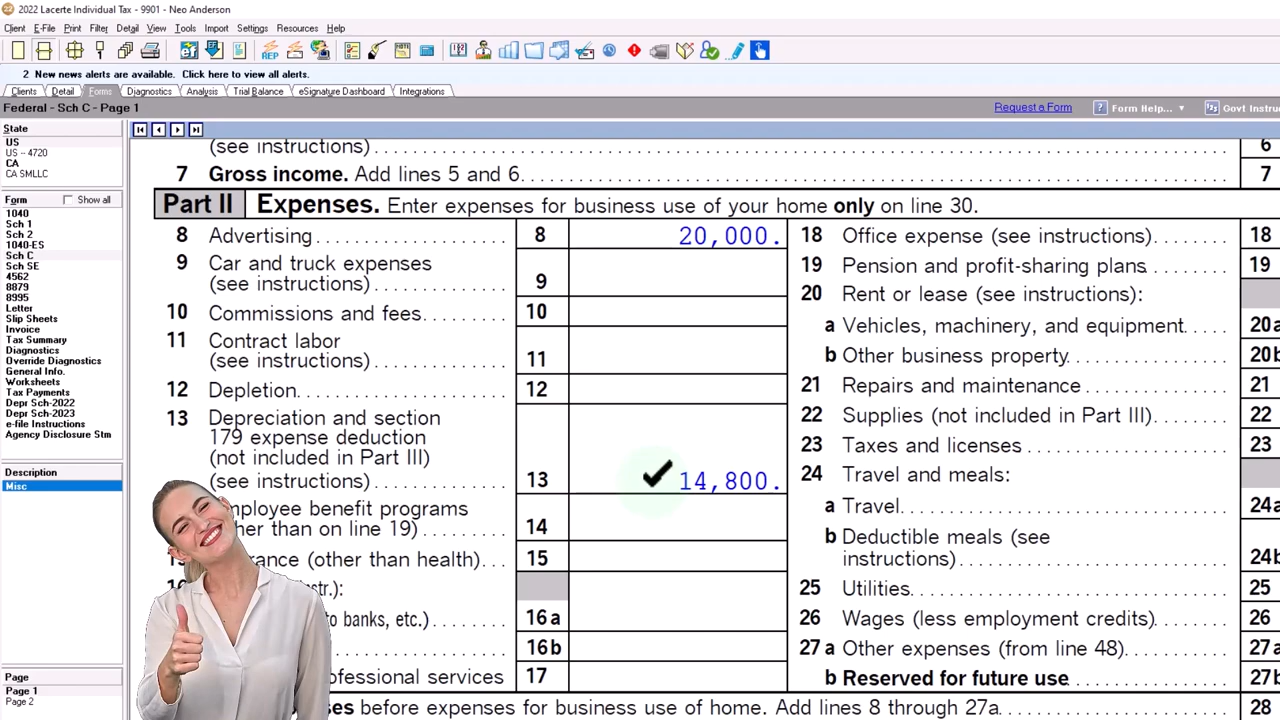 2022 Lacerte Individual Tax - 9901 - Neo Anderson
Client E-File Print Filter Detail View Tools Import Settings Resources Help
2 New news alerts are available. Click here to view all alerts.
Clients Detail Forms Diagnostics Analysis Trial Balance eSignature Dashboard Integrations
Federal - Sch C - Page 1
Request a Form
? Form Help...
Govt Instruc
State
US
US -- 4720
CA
CA SMLLC
Form
Show all
1040
Sch 1
Sch 2
1040-ES
Sch C
Sch SE
4562
8879
8995
Letter
Slip Sheets
Invoice
Tax Summary
Diagnostics
Override Diagnostics
General Info.
Worksheets
Tax Payments
Depr Sch-2022
Depr Sch-2023
e-file Instructions
Agency Disclosure Stm
Description
Misc
Page
Page 1
Page 2
(see instructions) 6
7 Gross income. Add lines 5 and 6. 7
Part II Expenses. Enter expenses for business use of your home only on line 30.
8 Advertising 8 20,000.
9 Car and truck expenses
(see instructions) 9
10 Commissions and fees 10
11 Contract labor
(see instructions) 11
12 Depletion 12
13 Depreciation and section
179 expense deduction
(not included in Part III)
(see instructions) 13 14,800.
mployee benefit programs
her than on line 19) 14
rance (other than health) 15
str.):
to banks, etc.) 16a
16b
ofessional services 17
18 Office expense (see instructions) 18
19 Pension and profit-sharing plans 19
20 Rent or lease (see instructions):
a Vehicles, machinery, and equipment 20a
b Other business property 20b
21 Repairs and maintenance 21
22 Supplies (not included in Part III) 22
23 Taxes and licenses 23
24 Travel and meals:
a Travel 24a
b Deductible meals (see
instructions) 24b
25 Utilities 25
26 Wages (less employment credits) 26
27a Other expenses (from line 48) 27a
b Reserved for future use 27b
ses before expenses for business use of home. Add lines 8 through 27a 28